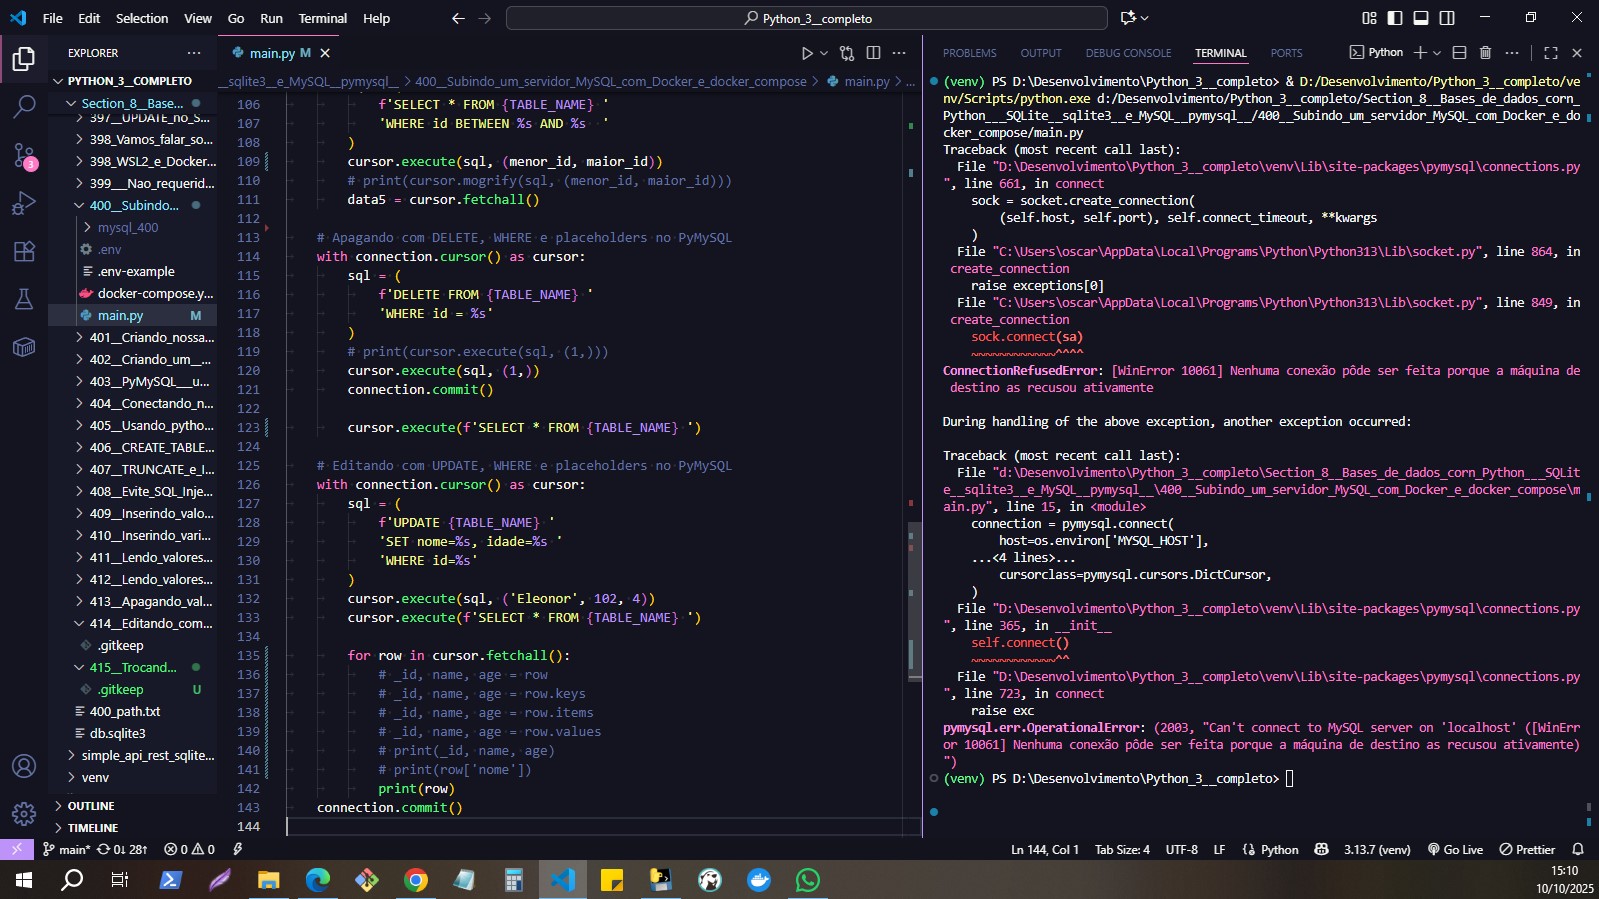 File Edit Selection View Go Run Terminal Help
Python_3__completo
EXPLORER
PYTHON_3__COMPLETO
Section_8__Base...
397__UPDATE_no_S...
398_Vamos_falar_so...
398_WSL2_e_Docker...
399___Nao_requerid...
400__Subindo...
mysql_400
.env
.env-example
docker-compose.y...
main.py M
401__Criando_nossa...
402__Criando_um__...
403__PyMySQL___u...
404__Conectando_n...
405__Usando_pytho...
406__CREATE_TABLE...
407__TRUNCATE_e_I...
408__Evite_SQL_Inje...
409__Inserindo_valo...
410__Inserindo_vari...
411__Lendo_valores...
412__Lendo_valores...
413__Apagando_val...
414__Editando_com...
.gitkeep
415__Trocand...
.gitkeep U
400_path.txt
db.sqlite3
simple_api_rest_sqlite...
venv
OUTLINE
TIMELINE
main.py M
__sqlite3__e_MySQL__pymysql__ > 400__Subindo_um_servidor_MySQL_com_Docker_e_docker_compose > main.py > ...
106 f'SELECT * FROM {TABLE_NAME} '
107 'WHERE id BETWEEN %s AND %s  '
108 )
109 cursor.execute(sql, (menor_id, maior_id))
110 # print(cursor.mogrify(sql, (menor_id, maior_id)))
111 data5 = cursor.fetchall()
112
113 # Apagando com DELETE, WHERE e placeholders no PyMySQL
114 with connection.cursor() as cursor:
115 sql = (
116 f'DELETE FROM {TABLE_NAME} '
117 'WHERE id = %s'
118 )
119 # print(cursor.execute(sql, (1,)))
120 cursor.execute(sql, (1,))
121 connection.commit()
122
123 cursor.execute(f'SELECT * FROM {TABLE_NAME} ')
124
125 # Editando com UPDATE, WHERE e placeholders no PyMySQL
126 with connection.cursor() as cursor:
127 sql = (
128 f'UPDATE {TABLE_NAME} '
129 'SET nome=%s, idade=%s '
130 'WHERE id=%s'
131 )
132 cursor.execute(sql, ('Eleonor', 102, 4))
133 cursor.execute(f'SELECT * FROM {TABLE_NAME} ')
134
135 for row in cursor.fetchall():
136 # _id, name, age = row
137 # _id, name, age = row.keys
138 # _id, name, age = row.items
139 # _id, name, age = row.values
140 # print(_id, name, age)
141 # print(row['nome'])
142 print(row)
143 connection.commit()
144
PROBLEMS OUTPUT DEBUG CONSOLE TERMINAL PORTS Python
(venv) PS D:\Desenvolvimento\Python_3__completo> & D:/Desenvolvimento/Python_3__completo/ve
nv/Scripts/python.exe d:/Desenvolvimento/Python_3__completo/Section_8__Bases_de_dados_corn_
Python___SQLite__sqlite3__e_MySQL__pymysql__/400__Subindo_um_servidor_MySQL_com_Docker_e_do
cker_compose/main.py
Traceback (most recent call last):
File "D:\Desenvolvimento\Python_3__completo\venv\Lib\site-packages\pymysql\connections.py
", line 661, in connect
sock = socket.create_connection(
(self.host, self.port), self.connect_timeout, **kwargs
)
File "C:\Users\oscar\AppData\Local\Programs\Python\Python313\Lib\socket.py", line 864, in
create_connection
raise exceptions[0]
File "C:\Users\oscar\AppData\Local\Programs\Python\Python313\Lib\socket.py", line 849, in
create_connection
sock.connect(sa)
~~~~~~~~~~~~^^^^
ConnectionRefusedError: [WinError 10061] Nenhuma conexão pôde ser feita porque a máquina de
destino as recusou ativamente
During handling of the above exception, another exception occurred:
Traceback (most recent call last):
File "d:\Desenvolvimento\Python_3__completo\Section_8__Bases_de_dados_corn_Python___SQLit
e__sqlite3__e_MySQL__pymysql__\400__Subindo_um_servidor_MySQL_com_Docker_e_docker_compose\m
ain.py", line 15, in <module>
connection = pymysql.connect(
host=os.environ['MYSQL_HOST'],
...<4 lines>...
cursorclass=pymysql.cursors.DictCursor,
)
File "D:\Desenvolvimento\Python_3__completo\venv\Lib\site-packages\pymysql\connections.py
", line 365, in __init__
self.connect()
~~~~~~~~~~~~^^
File "D:\Desenvolvimento\Python_3__completo\venv\Lib\site-packages\pymysql\connections.py
", line 723, in connect
raise exc
pymysql.err.OperationalError: (2003, "Can't connect to MySQL server on 'localhost' ([WinErr
or 10061] Nenhuma conexão pôde ser feita porque a máquina de destino as recusou ativamente)
")
(venv) PS D:\Desenvolvimento\Python_3__completo>
main* 0↓ 28↑ 0 0 Ln 144, Col 1 Tab Size: 4 UTF-8 LF Python 3.13.7 (venv) Go Live Prettier
15:10
10/10/2025